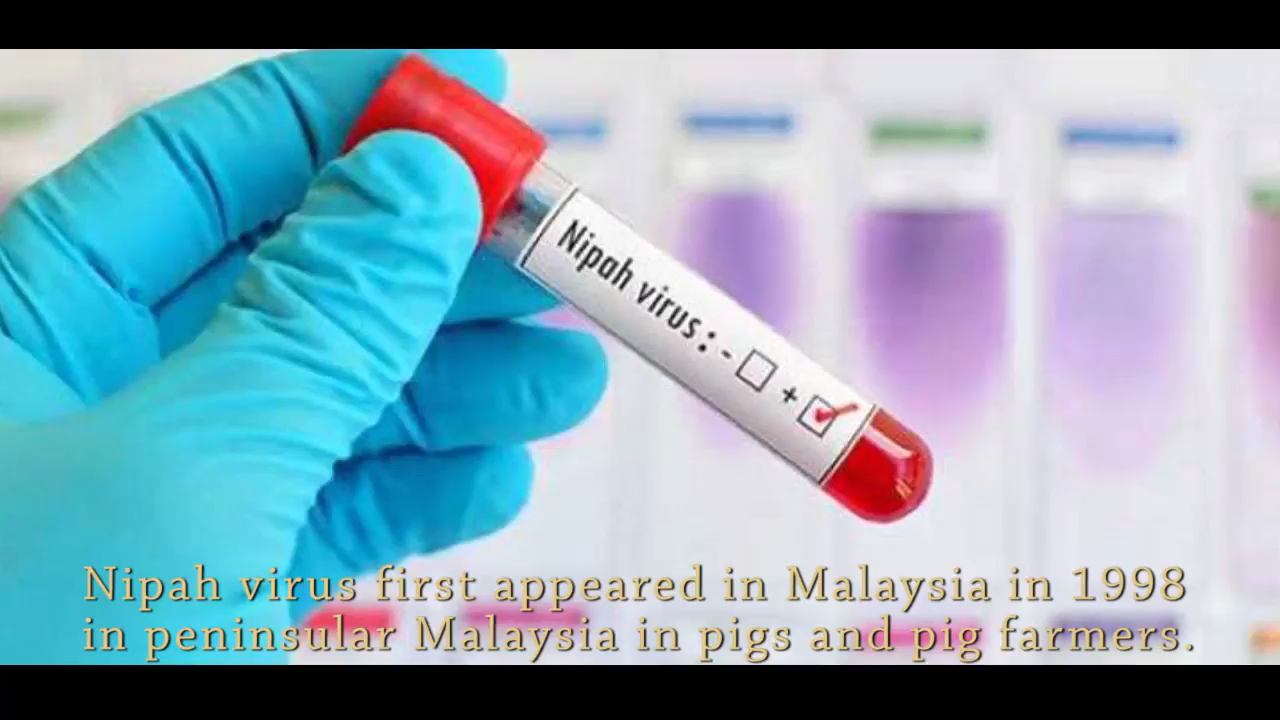 Nipah virus : - ☐ + ☑
Nipah virus first appeared in Malaysia in 1998
in peninsular Malaysia in pigs and pig farmers.